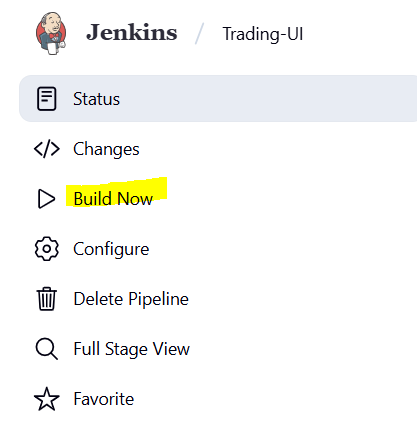 Jenkins / Trading-UI
Status
Changes
Build Now
Configure
Delete Pipeline
Full Stage View
Favorite